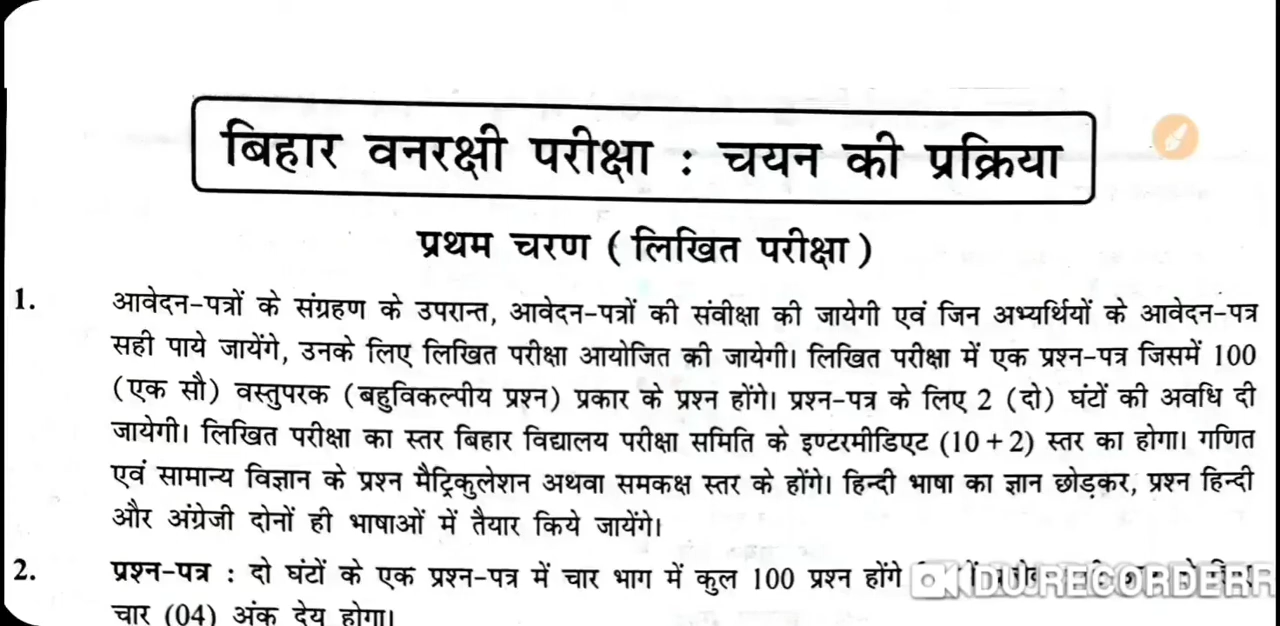 बिहार वनरक्षी परीक्षा : चयन की प्रक्रिया
प्रथम चरण ( लिखित परीक्षा )
1. आवेदन-पत्रों के संग्रहण के उपरान्त, आवेदन-पत्रों की संवीक्षा की जायेगी एवं जिन अभ्यर्थियों के आवेदन-पत्र
सही पाये जायेंगे, उनके लिए लिखित परीक्षा आयोजित की जायेगी। लिखित परीक्षा में एक प्रश्न-पत्र जिसमें 100
(एक सौ) वस्तुपरक (बहुविकल्पीय प्रश्न) प्रकार के प्रश्न होंगे। प्रश्न-पत्र के लिए 2 (दो) घंटों की अवधि दी
जायेगी। लिखित परीक्षा का स्तर बिहार विद्यालय परीक्षा समिति के इण्टरमीडिएट (10 + 2) स्तर का होगा। गणित
एवं सामान्य विज्ञान के प्रश्न मैट्रिकुलेशन अथवा समकक्ष स्तर के होंगे। हिन्दी भाषा का ज्ञान छोड़कर, प्रश्न हिन्दी
और अंग्रेजी दोनों ही भाषाओं में तैयार किये जायेंगे।
2. प्रश्न-पत्र : दो घंटों के एक प्रश्न-पत्र में चार भाग में कुल 100 प्रश्न होंगे
DU RECORDER
चार (04) अंक देय होगा।